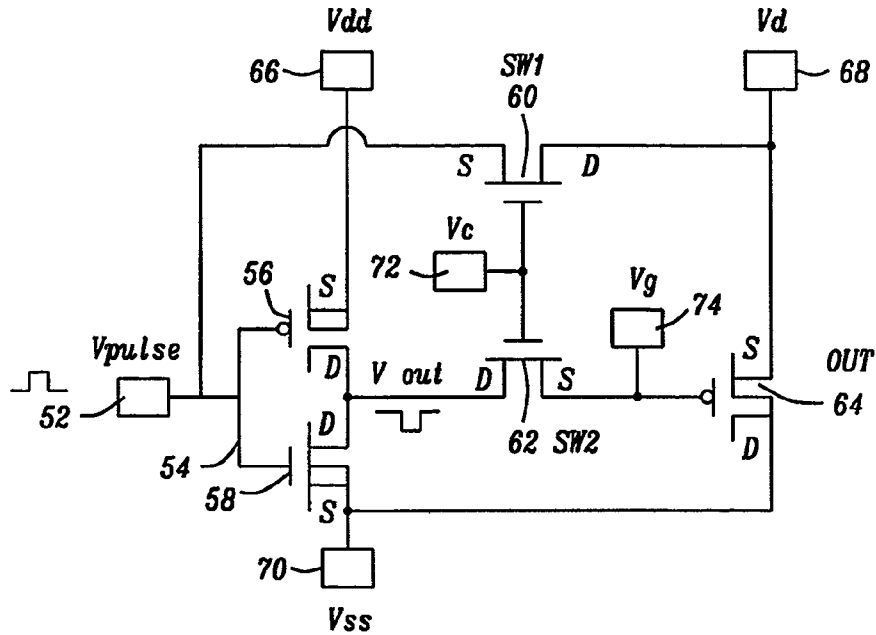 Vdd
Vd
66
68
SW1
60
S
D
Vc
72
Vg
74
56
S
Vpulse
D
V out
D
S
S
OUT
64
52
D
62 SW2
D
54
58
S
70
Vss